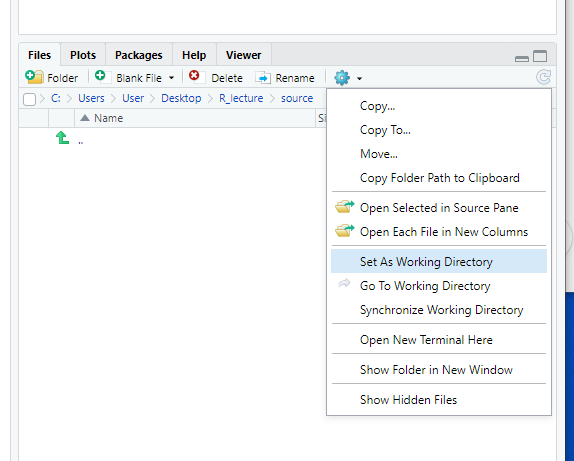 Files Plots Packages Help Viewer
Folder Blank File Delete Rename
C: Users User Desktop R_lecture source
Name
..
Copy...
Copy To...
Move...
Copy Folder Path to Clipboard
Open Selected in Source Pane
Open Each File in New Columns
Set As Working Directory
Go To Working Directory
Synchronize Working Directory
Open New Terminal Here
Show Folder in New Window
Show Hidden Files